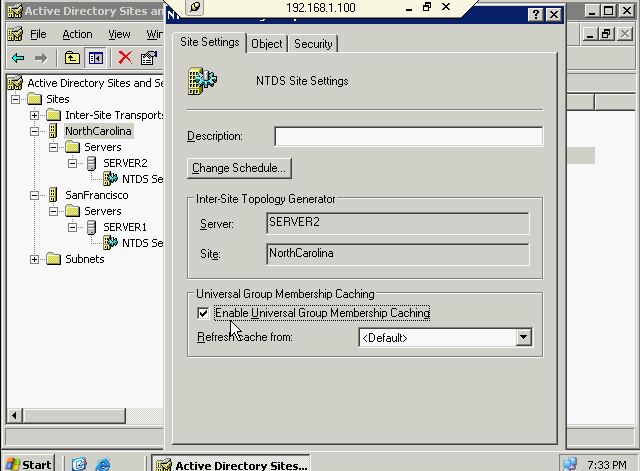 Active Directory Sites and
192.168.1.100
NT
File Action View Win
Active Directory Sites and Se
Sites
Inter-Site Transports
NorthCarolina
Servers
SERVER2
NTDS Se
SanFrancisco
Servers
SERVER1
NTDS Se
Subnets
Site Settings Object Security
NTDS Site Settings
Description:
Change Schedule...
Inter-Site Topology Generator
Server: SERVER2
Site: NorthCarolina
Universal Group Membership Caching
Enable Universal Group Membership Caching
Refresh cache from: <Default>
Start Active Directory Sites... 7:33 PM